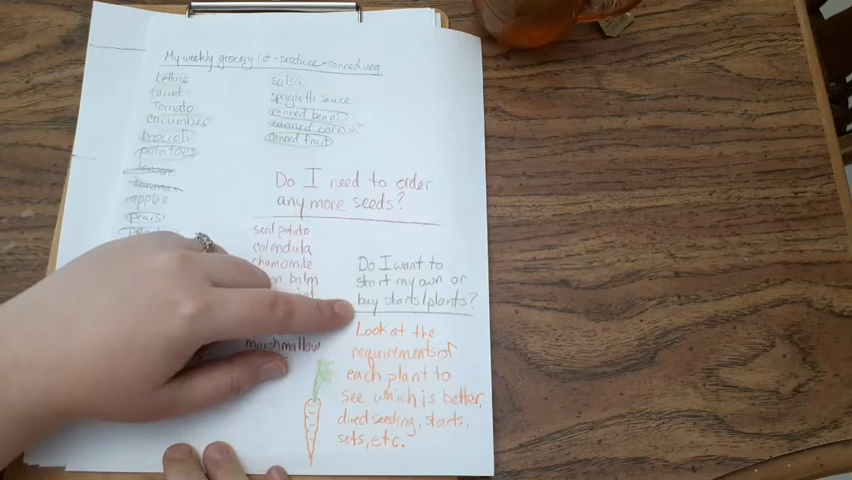 My weekly grocery list - produce + canned veg
Lettuce
Carrot
Tomato
cucumber
broccoli
potatoes
apples
pears
salsa
spaghetti sauce
canned beans
canned corn
canned fruit
Do I need to order
any more seeds?
seed potato
calendula
chamomile
balm
marshmallow
Do I want to
start my own or
buy starts/plants?
Look at the
requirements of
each plant to
see which is better,
direct seeding, starts,
sets, etc.